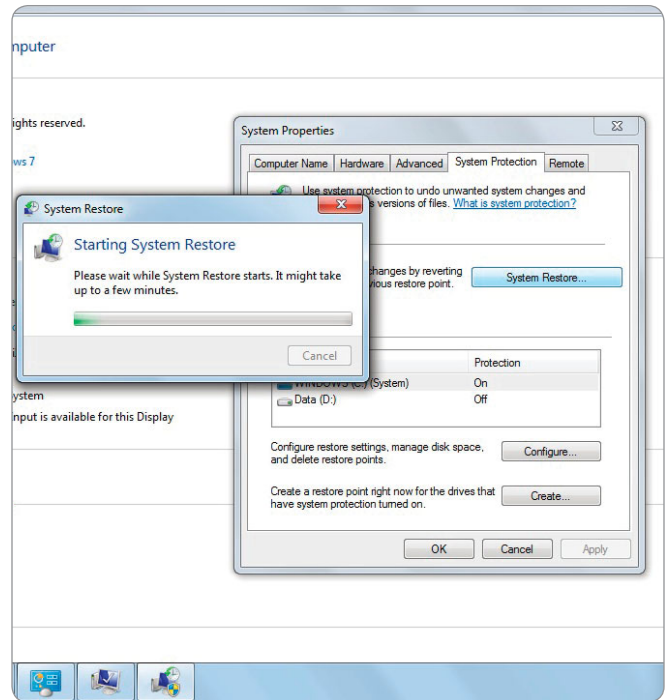 mputer
ights reserved.
ws 7
System Properties
Computer Name Hardware Advanced System Protection Remote
Use system protection to undo unwanted system changes and
s versions of files. What is system protection?
System Restore
Starting System Restore
Please wait while System Restore starts. It might take
up to a few minutes.
Cancel
hanges by reverting
vious restore point.
System Restore...
Protection
WINDOWS (C:) (System) On
Data (D:) Off
ystem
nput is available for this Display
Configure restore settings, manage disk space,
and delete restore points.
Configure...
Create a restore point right now for the drives that
have system protection turned on.
Create...
OK Cancel Apply